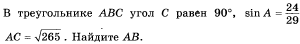 В треугольнике ABC угол C равен 90°, sin A = 24/29
AC = √265 . Найдите AB.